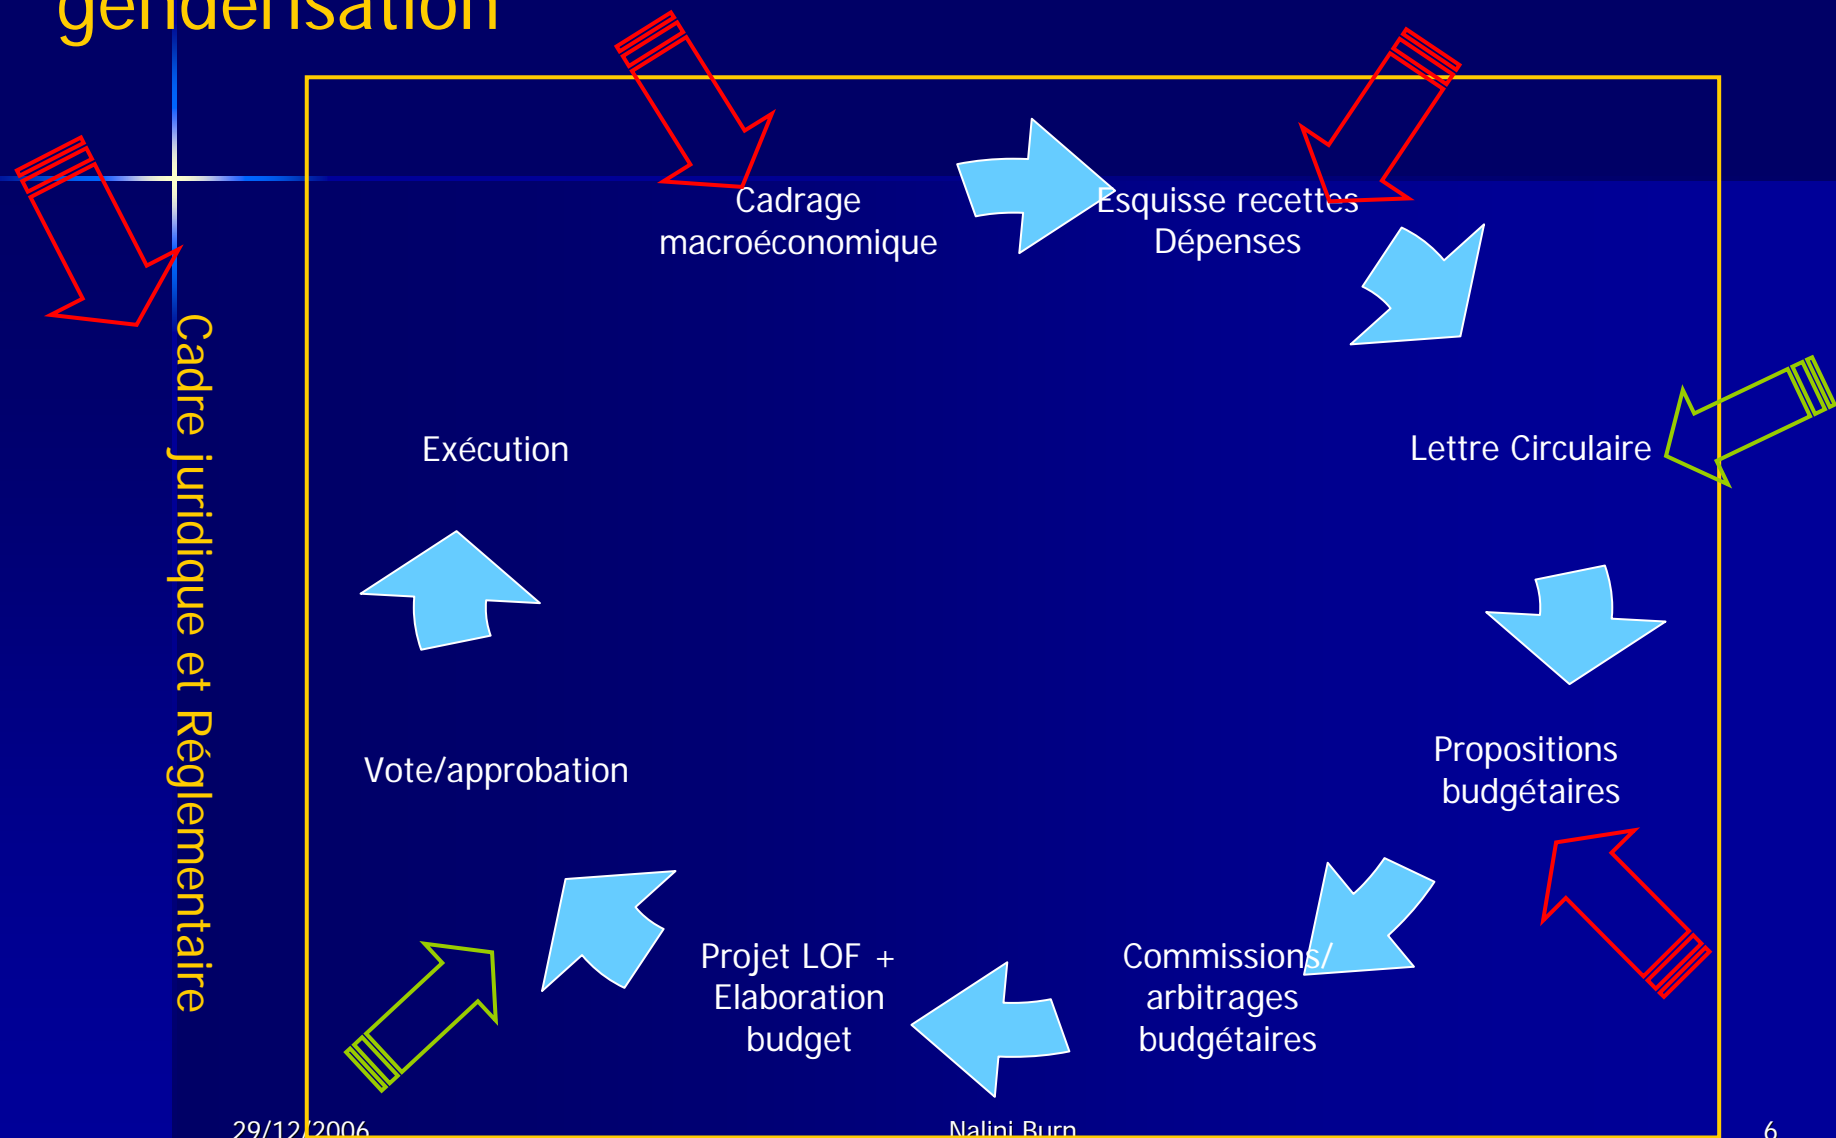 gendérisation
Cadre juridique et Réglementaire
Cadrage
macroéconomique
Esquisse recettes
Dépenses
Lettre Circulaire
Propositions
budgétaires
Commissions/
arbitrages
budgétaires
Projet LOF +
Elaboration
budget
Vote/approbation
Exécution
29/12/2006
Nalini Burn
6